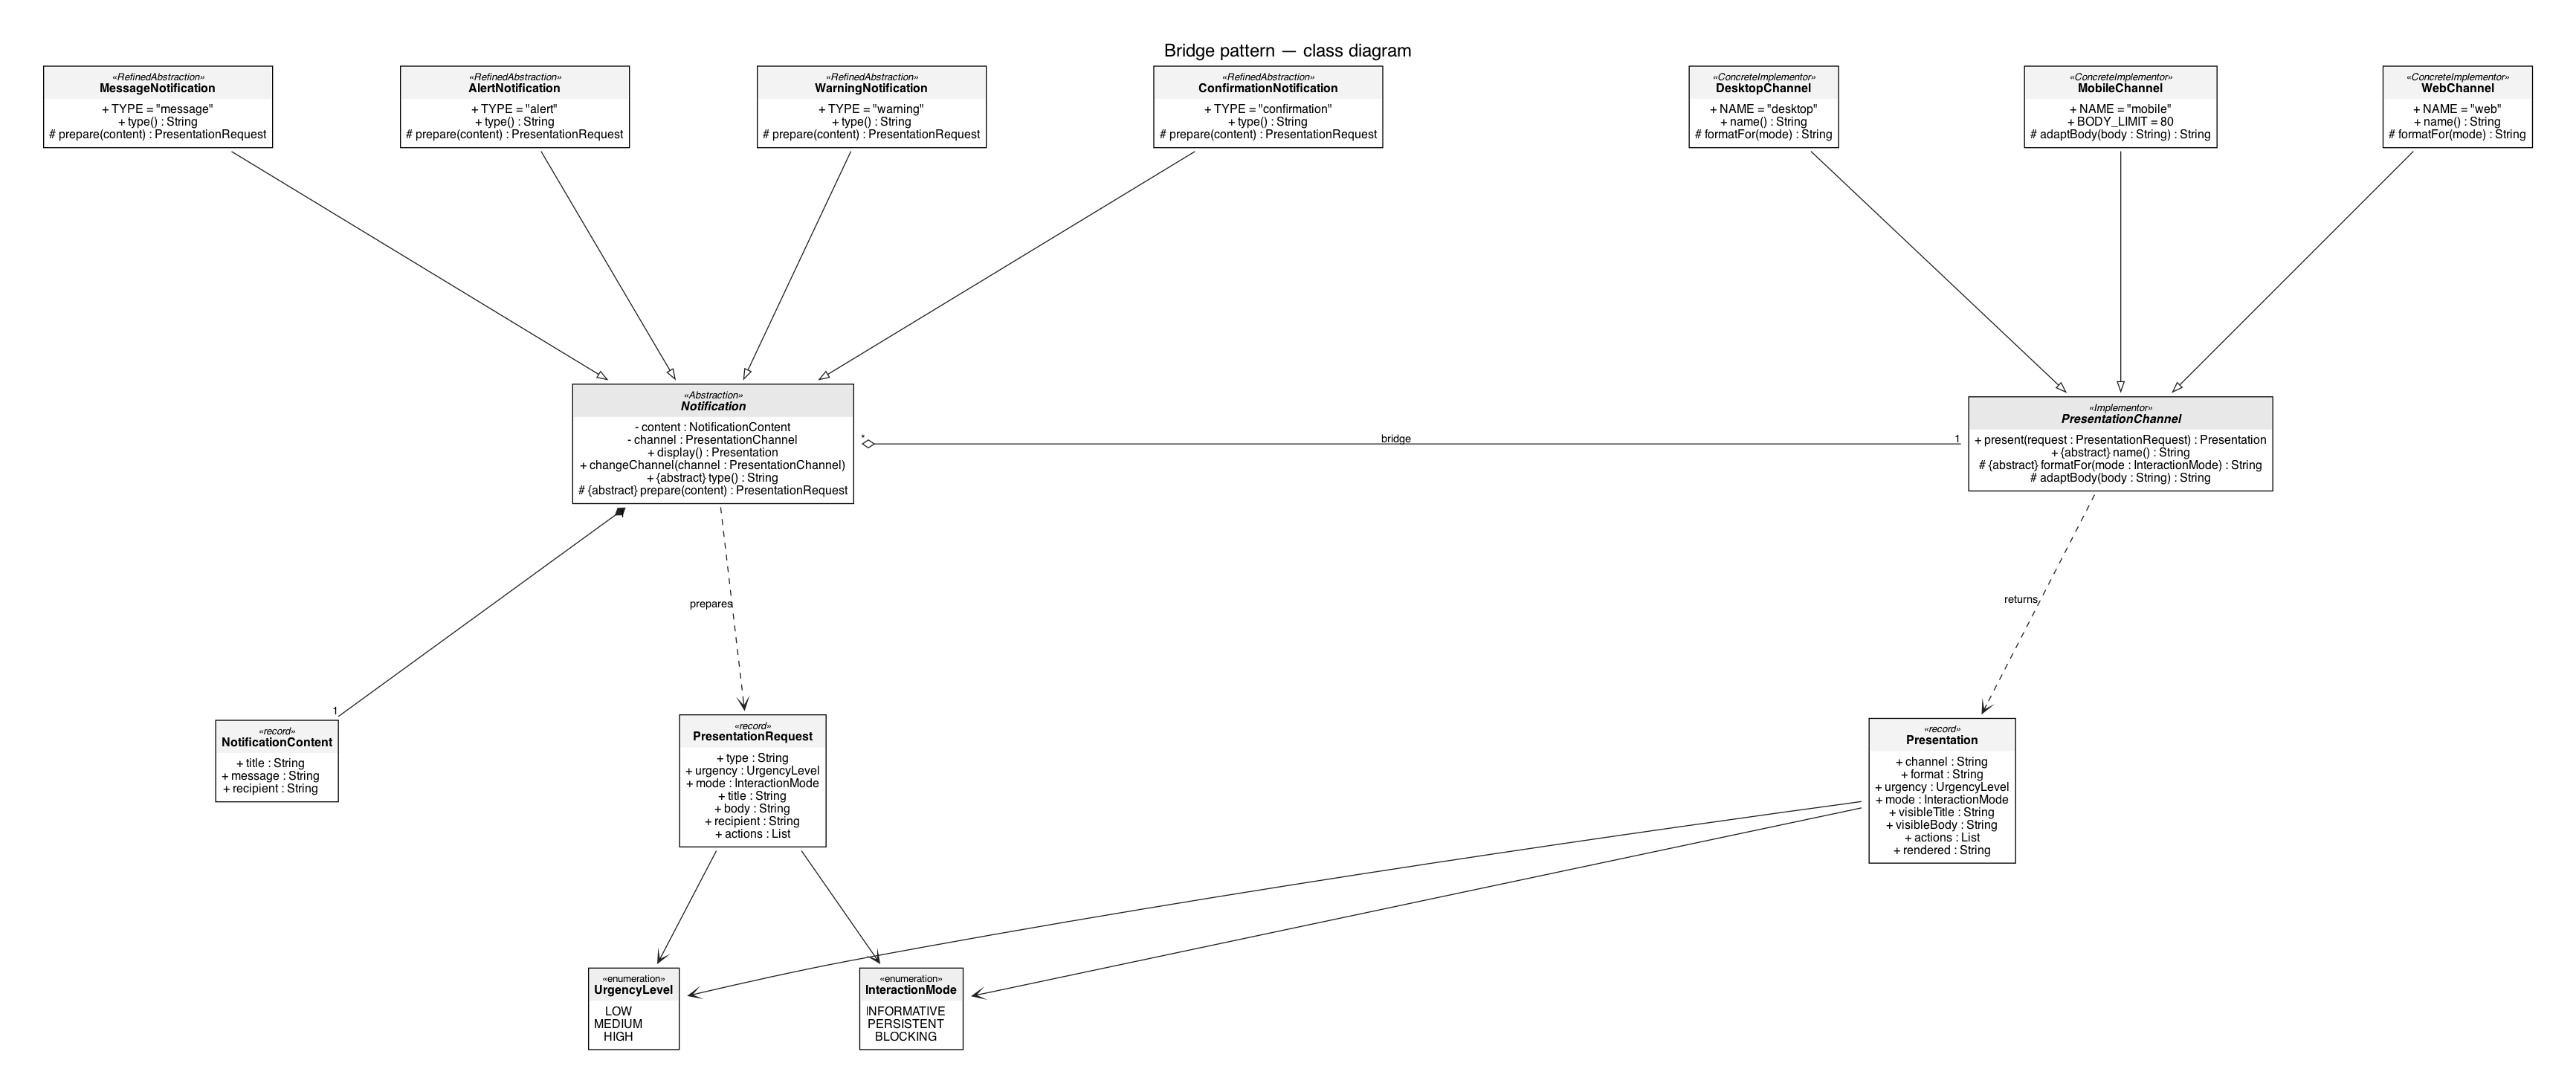 Bridge pattern — class diagram
«RefinedAbstraction»
MessageNotification
+ TYPE = "message"
+ type() : String
# prepare(content) : PresentationRequest
«RefinedAbstraction»
AlertNotification
+ TYPE = "alert"
+ type() : String
# prepare(content) : PresentationRequest
«RefinedAbstraction»
WarningNotification
+ TYPE = "warning"
+ type() : String
# prepare(content) : PresentationRequest
«RefinedAbstraction»
ConfirmationNotification
+ TYPE = "confirmation"
+ type() : String
# prepare(content) : PresentationRequest
«ConcreteImplementor»
DesktopChannel
+ NAME = "desktop"
+ name() : String
# formatFor(mode) : String
«ConcreteImplementor»
MobileChannel
+ NAME = "mobile"
+ BODY_LIMIT = 80
# adaptBody(body : String) : String
«ConcreteImplementor»
WebChannel
+ NAME = "web"
+ name() : String
# formatFor(mode) : String
«Abstraction»
Notification
- content : NotificationContent
- channel : PresentationChannel
+ display() : Presentation
+ changeChannel(channel : PresentationChannel)
+ {abstract} type() : String
# {abstract} prepare(content) : PresentationRequest
*
bridge
1
«Implementor»
PresentationChannel
+ present(request : PresentationRequest) : Presentation
+ {abstract} name() : String
# {abstract} formatFor(mode : InteractionMode) : String
# adaptBody(body : String) : String
prepares
returns
1
«record»
NotificationContent
+ title : String
+ message : String
+ recipient : String
«record»
PresentationRequest
+ type : String
+ urgency : UrgencyLevel
+ mode : InteractionMode
+ title : String
+ body : String
+ recipient : String
+ actions : List
«record»
Presentation
+ channel : String
+ format : String
+ urgency : UrgencyLevel
+ mode : InteractionMode
+ visibleTitle : String
+ visibleBody : String
+ actions : List
+ rendered : String
«enumeration»
UrgencyLevel
LOW
MEDIUM
HIGH
«enumeration»
InteractionMode
INFORMATIVE
PERSISTENT
BLOCKING